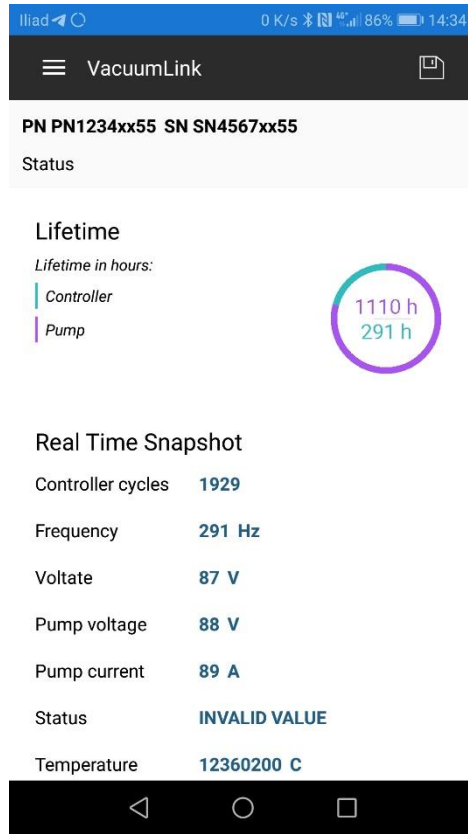 Iliad 0 K/s 4G+ 86% 14:34
VacuumLink
PN PN1234xx55 SN SN4567xx55
Status
Lifetime
Lifetime in hours:
Controller
Pump
1110 h
291 h
Real Time Snapshot
Controller cycles 1929
Frequency 291 Hz
Voltate 87 V
Pump voltage 88 V
Pump current 89 A
Status INVALID VALUE
Temperature 12360200 C